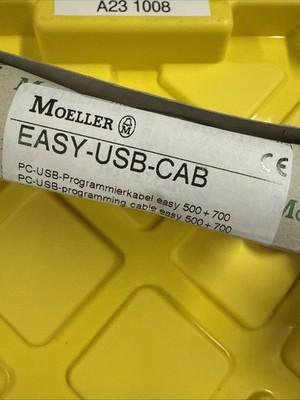 A23 1008
MOELLER
EASY-USB-CAB
CE
PC-USB-Programmierkabel easy 500 + 700
PC-USB-programming cable easy 500 + 700